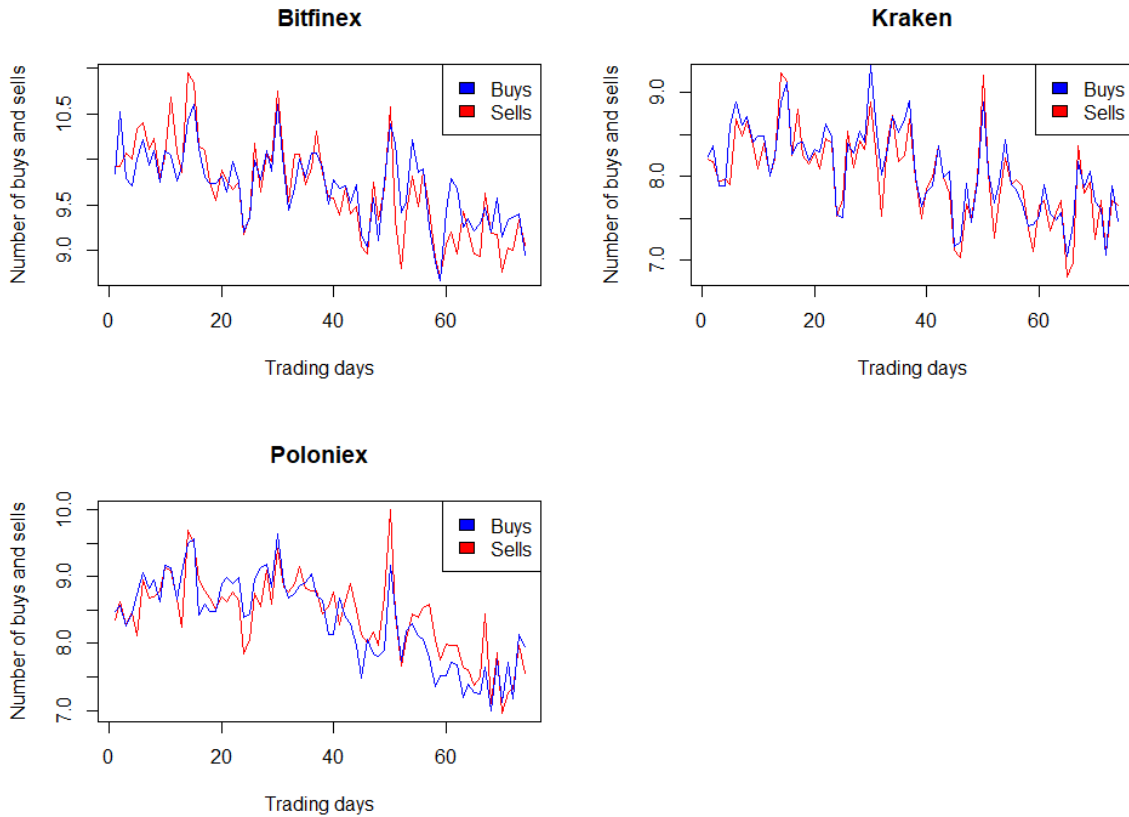 Bitfinex
Number of buys and sells
10.5
9.5
9.0
Buys
Sells
0
20
40
60
Trading days
Kraken
Number of buys and sells
9.0
8.0
7.0
Buys
Sells
0
20
40
60
Trading days
Poloniex
Number of buys and sells
10.0
9.0
8.0
7.0
Buys
Sells
0
20
40
60
Trading days